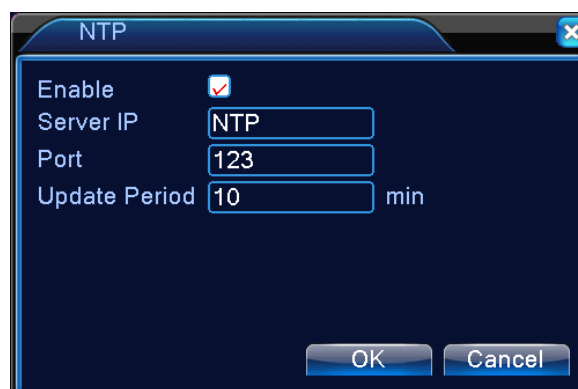 NTP
Enable
Server IP NTP
Port 123
Update Period 10 min
OK Cancel